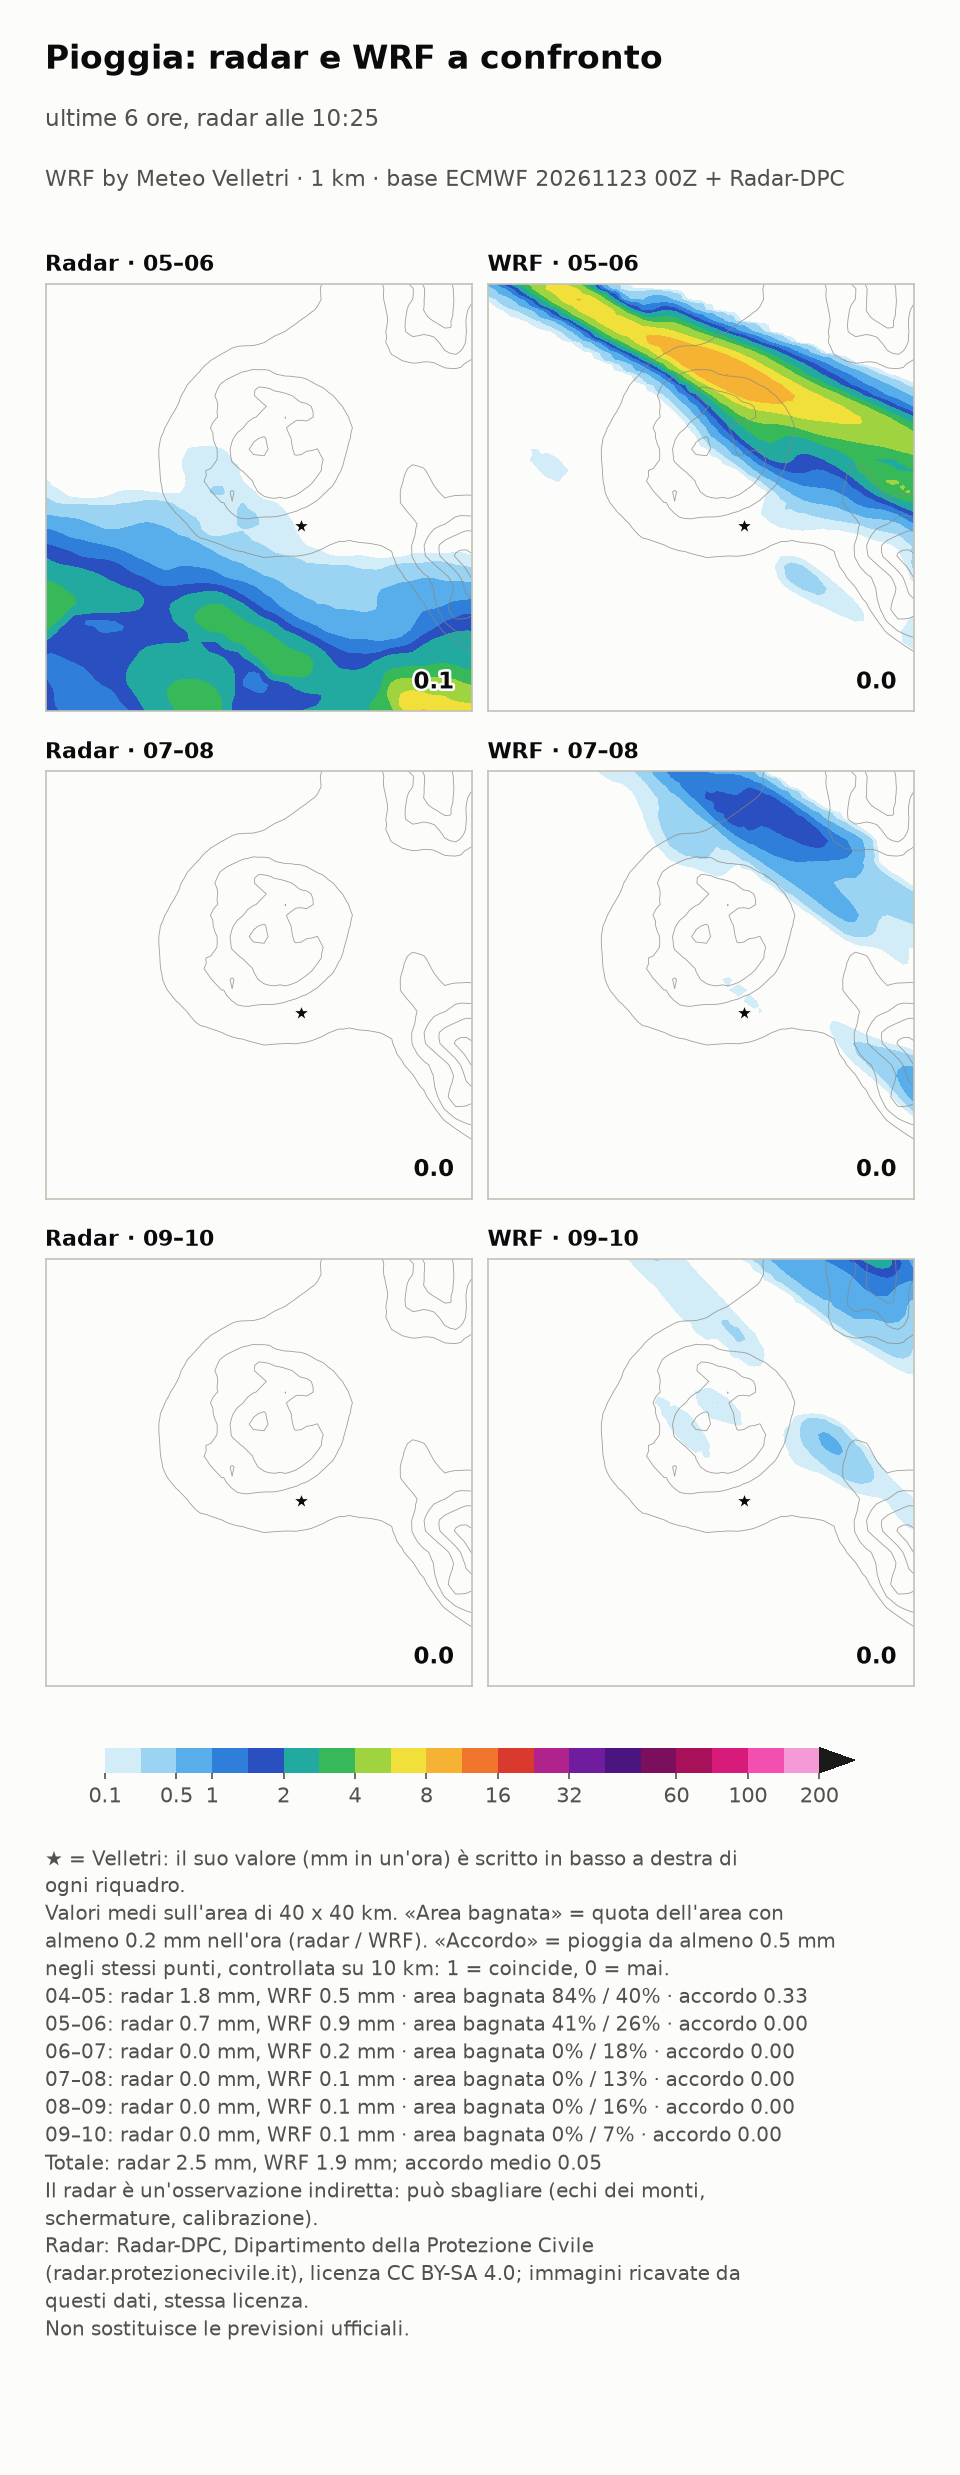 Pioggia: radar e WRF a confronto
ultime 6 ore, radar alle 10:25
WRF by Meteo Velletri · 1 km · base ECMWF 20261123 00Z + Radar-DPC
Radar · 05–06
WRF · 05–06
0.1
0.0
Radar · 07–08
WRF · 07–08
0.0
0.0
Radar · 09–10
WRF · 09–10
0.0
0.0
0.1 0.5 1 2 4 8 16 32 60 100 200
★ = Velletri: il suo valore (mm in un'ora) è scritto in basso a destra di
ogni riquadro.
Valori medi sull'area di 40 x 40 km. «Area bagnata» = quota dell'area con
almeno 0.2 mm nell'ora (radar / WRF). «Accordo» = pioggia da almeno 0.5 mm
negli stessi punti, controllata su 10 km: 1 = coincide, 0 = mai.
04–05: radar 1.8 mm, WRF 0.5 mm · area bagnata 84% / 40% · accordo 0.33
05–06: radar 0.7 mm, WRF 0.9 mm · area bagnata 41% / 26% · accordo 0.00
06–07: radar 0.0 mm, WRF 0.2 mm · area bagnata 0% / 18% · accordo 0.00
07–08: radar 0.0 mm, WRF 0.1 mm · area bagnata 0% / 13% · accordo 0.00
08–09: radar 0.0 mm, WRF 0.1 mm · area bagnata 0% / 16% · accordo 0.00
09–10: radar 0.0 mm, WRF 0.1 mm · area bagnata 0% / 7% · accordo 0.00
Totale: radar 2.5 mm, WRF 1.9 mm; accordo medio 0.05
Il radar è un'osservazione indiretta: può sbagliare (echi dei monti,
schermature, calibrazione).
Radar: Radar-DPC, Dipartimento della Protezione Civile
(radar.protezionecivile.it), licenza CC BY-SA 4.0; immagini ricavate da
questi dati, stessa licenza.
Non sostituisce le previsioni ufficiali.